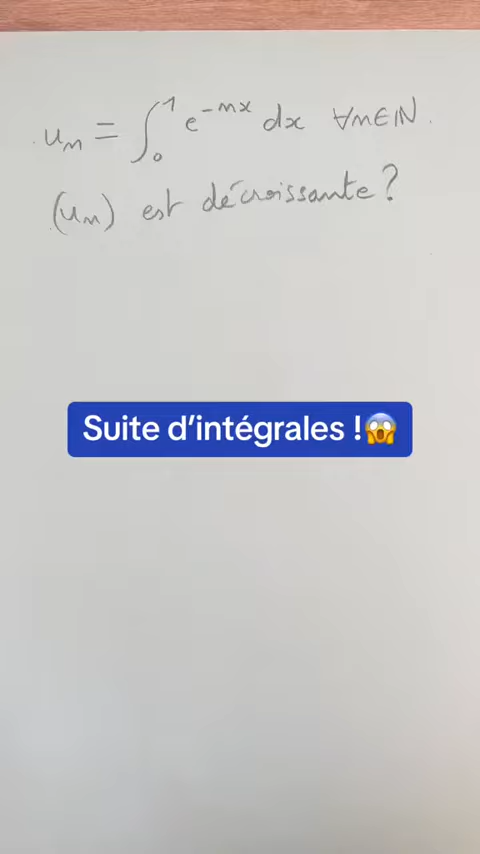 uₙ = ∫₀¹ e⁻ⁿˣ dx ∀n∈ℕ.
(uₙ) est décroissante ?
Suite d’intégrales !😱